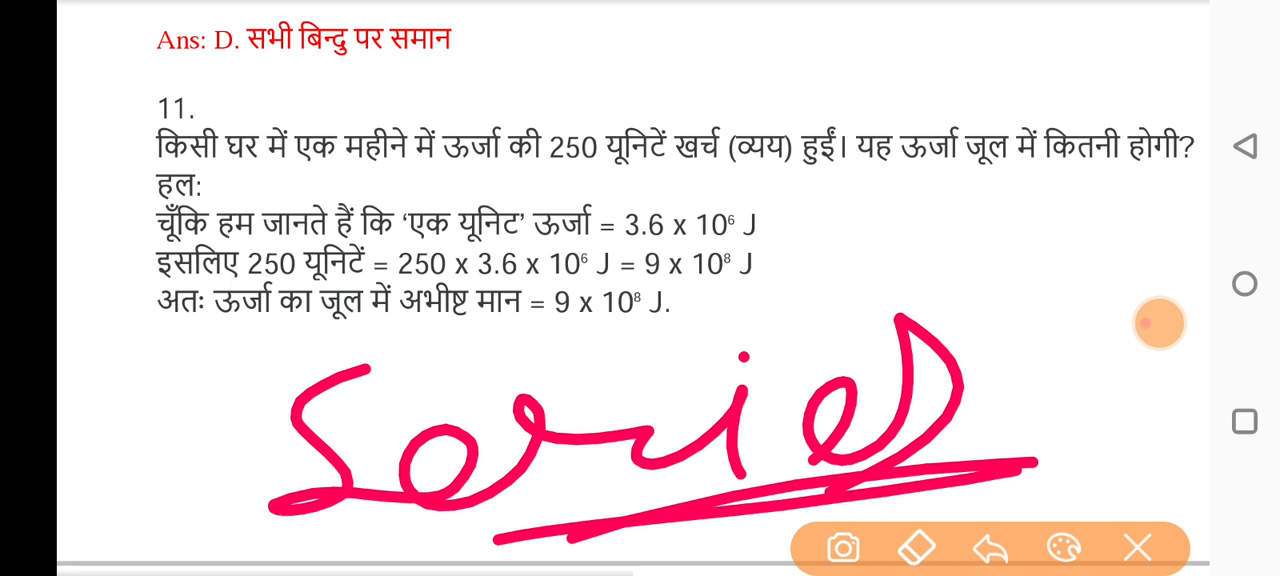 Ans: D. सभी बिन्दु पर समान
11.
किसी घर में एक महीने में ऊर्जा की 250 यूनिटें खर्च (व्यय) हुईं। यह ऊर्जा जूल में कितनी होगी?
हल:
चूँकि हम जानते हैं कि ‘एक यूनिट’ ऊर्जा = 3.6 x 10⁶ J
इसलिए 250 यूनिटें = 250 x 3.6 x 10⁶ J = 9 x 10⁸ J
अतः ऊर्जा का जूल में अभीष्ट मान = 9 x 10⁸ J.
Series